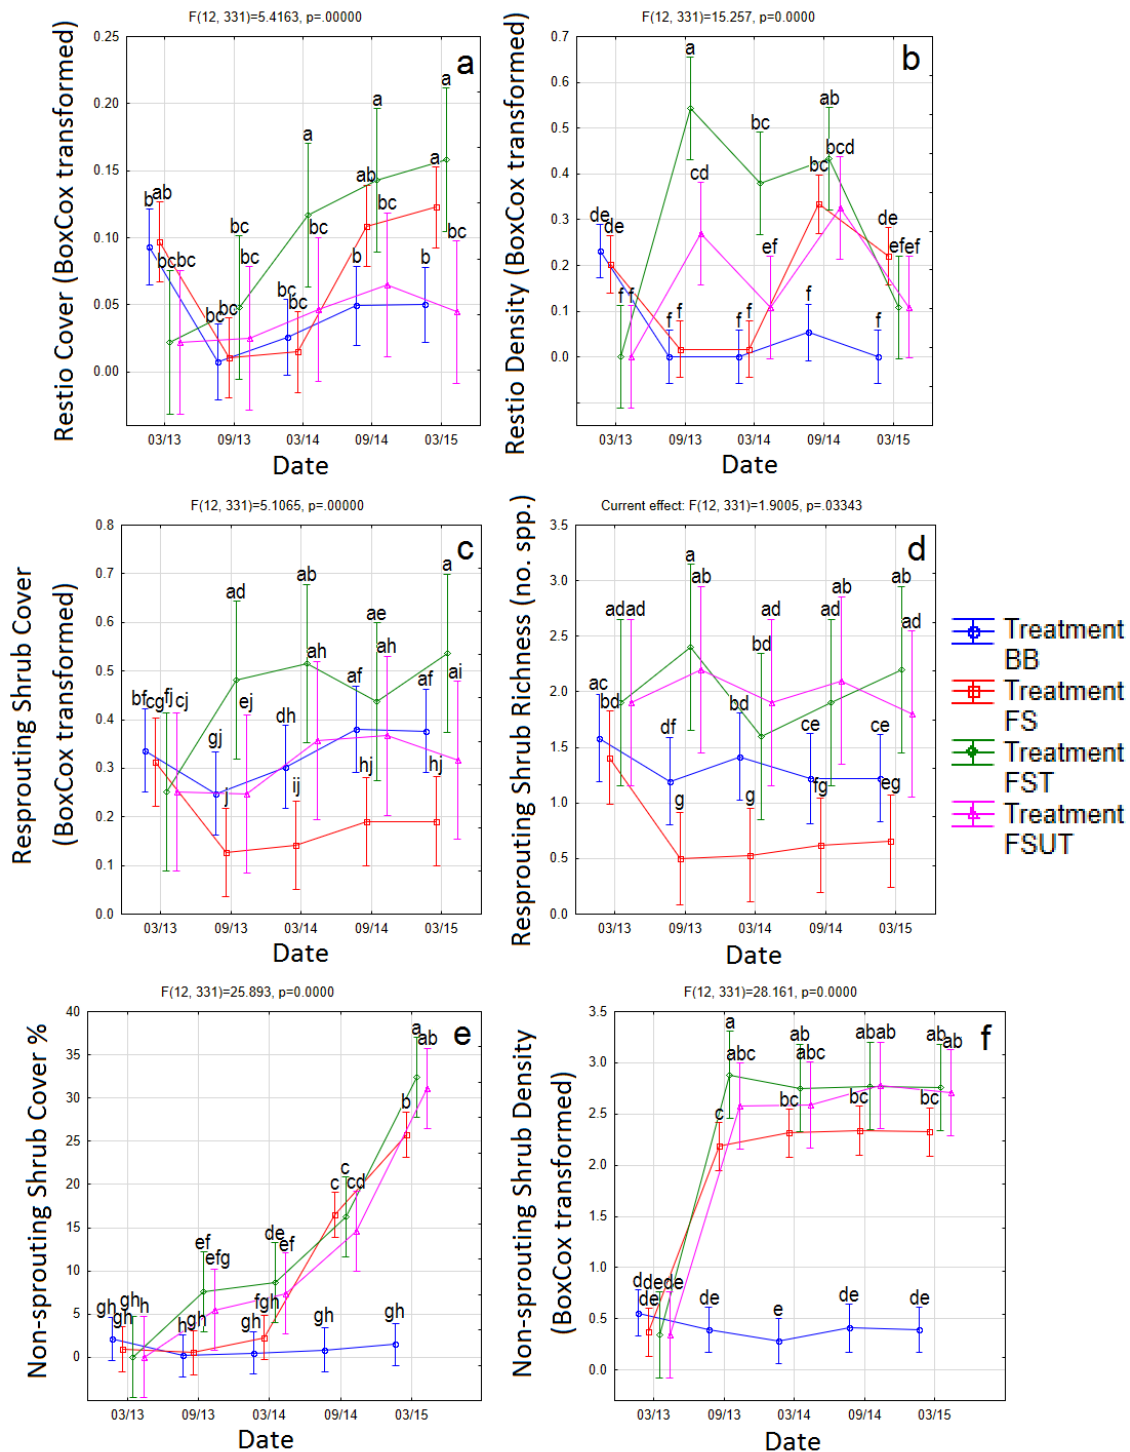 F(12, 331)=5.4163, p=.00000
F(12, 331)=15.257, p=0.0000
a
Restio Cover (BoxCox transformed)
0.25
0.20
0.15
0.10
0.05
0.00
b ab bc bc
bc bc bc bc
bc bc a bc
b ab a bc
b a a bc
03/13 09/13 03/14 09/14 03/15
Date
b
Restio Density (BoxCox transformed)
0.7
0.6
0.5
0.4
0.3
0.2
0.1
0.0
de de f f
f f a cd
f f bc ef
f bc ab bcd
f de ef ef
03/13 09/13 03/14 09/14 03/15
Date
F(12, 331)=5.1065, p=.00000
Current effect: F(12, 331)=1.9005, p=.03343
c
Resprouting Shrub Cover
(BoxCox transformed)
0.8
0.7
0.6
0.5
0.4
0.3
0.2
0.1
0.0
bf cg fj cj
gj j ad ej
dh ij ab ah
af hj ae ah
af hj a ai
03/13 09/13 03/14 09/14 03/15
Date
d
Resprouting Shrub Richness (no. spp.)
3.5
3.0
2.5
2.0
1.5
1.0
0.5
0.0
ac bd ad ad
df g a ab
bd g bd ad
ce fg ad ab
ce eg ab ad
03/13 09/13 03/14 09/14 03/15
Date
Treatment
BB
Treatment
FS
Treatment
FST
Treatment
FSUT
F(12, 331)=25.893, p=0.0000
F(12, 331)=28.161, p=0.0000
e
Non-sprouting Shrub Cover %
40
35
30
25
20
15
10
5
0
gh gh gh h
h gh ef efg
gh fgh de ef
gh c c cd
gh b a ab
03/13 09/13 03/14 09/14 03/15
Date
f
Non-sprouting Shrub Density
(BoxCox transformed)
3.5
3.0
2.5
2.0
1.5
1.0
0.5
0.0
d de de de
de c a abc
e bc ab abc
de bc ab ab
de bc ab ab
03/13 09/13 03/14 09/14 03/15
Date